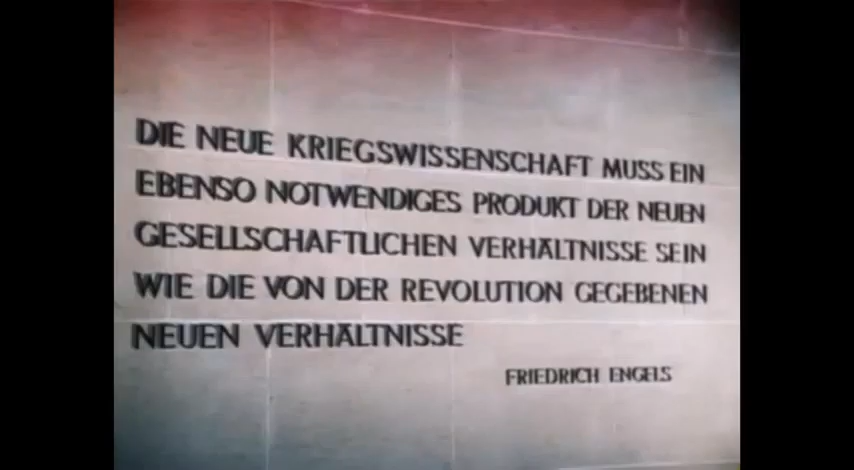 DIE NEUE KRIEGSWISSENSCHAFT MUSS EIN
EBENSO NOTWENDIGES PRODUKT DER NEUEN
GESELLSCHAFTLICHEN VERHÄLTNISSE SEIN
WIE DIE VON DER REVOLUTION GEGEBENEN
NEUEN VERHÄLTNISSE
FRIEDRICH ENGELS